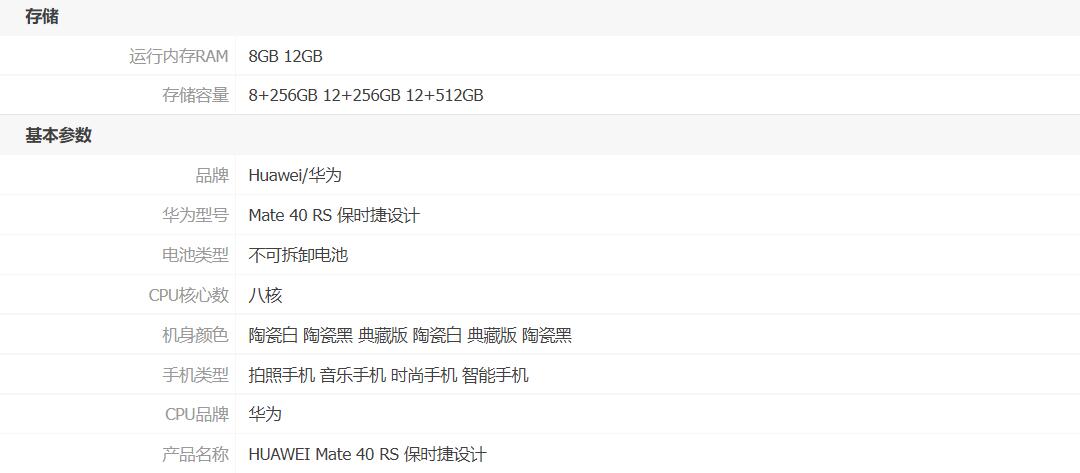 存储
运行内存RAM 8GB 12GB
存储容量 8+256GB 12+256GB 12+512GB
基本参数
品牌 Huawei/华为
华为型号 Mate 40 RS 保时捷设计
电池类型 不可拆卸电池
CPU核心数 八核
机身颜色 陶瓷白 陶瓷黑 典藏版 陶瓷白 典藏版 陶瓷黑
手机类型 拍照手机 音乐手机 时尚手机 智能手机
CPU品牌 华为
产品名称 HUAWEI Mate 40 RS 保时捷设计